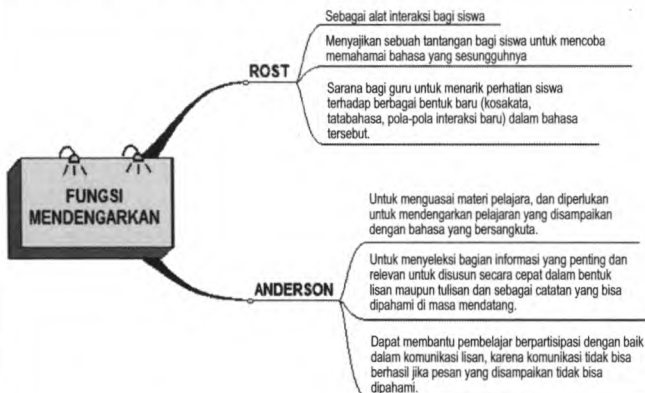 Sebagai alat interaksi bagi siswa
Menyajikan sebuah tantangan bagi siswa untuk mencoba
memahamai bahasa yang sesungguhnya
ROST
Sarana bagi guru untuk menarik perhatian siswa
terhadap berbagai bentuk baru (kosakata,
tatabahasa, pola-pola interaksi baru) dalam bahasa
tersebut.
FUNGSI
MENDENGARKAN
Untuk menguasai materi pelajara, dan diperlukan
untuk mendengarkan pelajaran yang disampaikan
dengan bahasa yang bersangkuta.
Untuk menyeleksi bagian informasi yang penting dan
relevan untuk disusun secara cepat dalam bentuk
lisan maupun tulisan dan sebagai catatan yang bisa
dipahami di masa mendatang.
ANDERSON
Dapat membantu pembelajar berpartisipasi dengan baik
dalam komunikasi lisan, karena komunikasi tidak bisa
berhasil jika pesan yang disampaikan tidak bisa
dipahami.